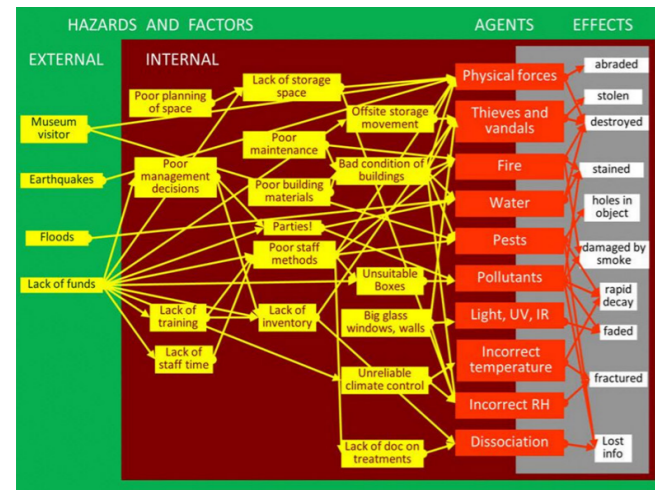 HAZARDS AND FACTORS
AGENTS
EFFECTS
EXTERNAL
INTERNAL
Museum
visitor
Earthquakes
Floods
Lack of funds
Poor planning
of space
Lack of storage
space
Offsite storage
movement
Poor
maintenance
Poor
management
decisions
Bad condition of
buildings
Poor building
materials
Parties!
Poor staff
methods
Unsuitable
Boxes
Lack of
training
Lack of
inventory
Big glass
windows, walls
Lack of
staff time
Unreliable
climate control
Lack of doc on
treatments
Physical forces
Thieves and
vandals
Fire
Water
Pests
Pollutants
Light, UV, IR
Incorrect
temperature
Incorrect RH
Dissociation
abraded
stolen
destroyed
stained
holes in
object
damaged by
smoke
rapid
decay
faded
fractured
Lost
info